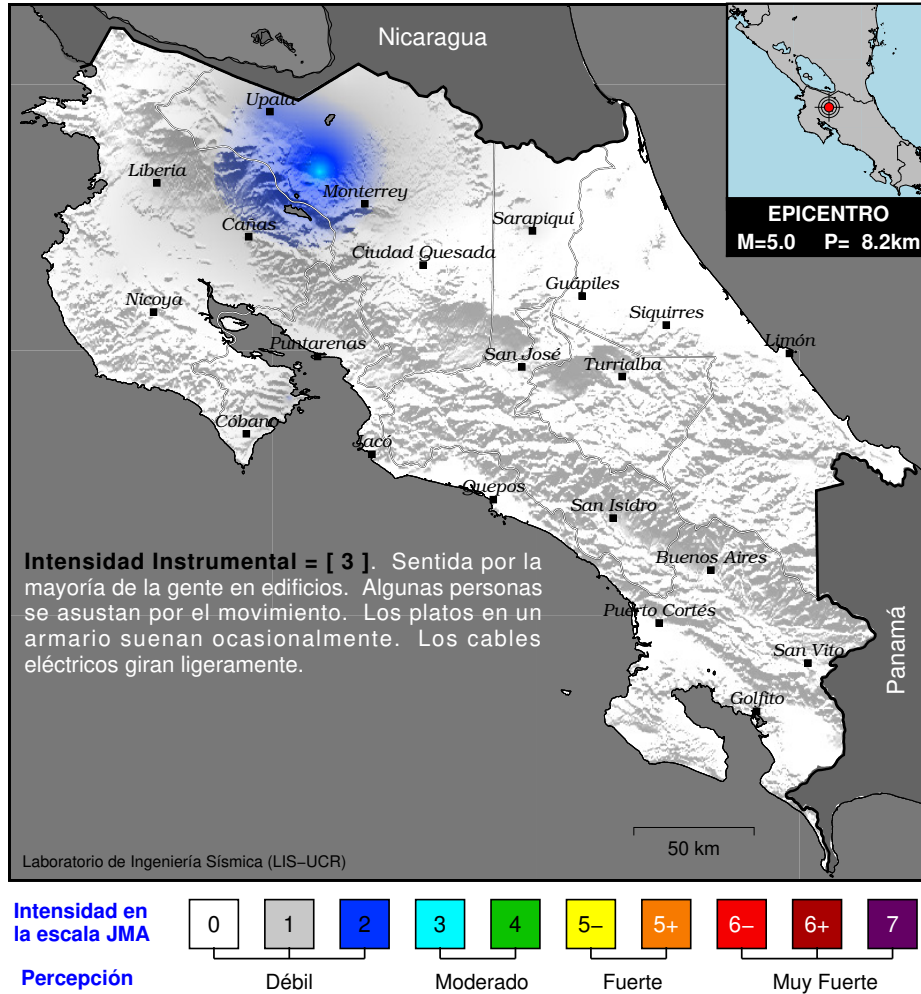 Nicaragua
Upala
Liberia
Monterrey
Cañas
Sarapiquí
Ciudad Quesada
Guápiles
Nicoya
Siquirres
Puntarenas
San José
Limón
Turrialba
Cóbano
Jacó
Quepos
San Isidro
Buenos Aires
Puerto Cortés
San Vito
Golfito
Panamá
EPICENTRO
M=5.0 P= 8.2km
Intensidad Instrumental = [ 3 ]. Sentida por la
mayoría de la gente en edificios. Algunas personas
se asustan por el movimiento. Los platos en un
armario suenan ocasionalmente. Los cables
eléctricos giran ligeramente.
50 km
Laboratorio de Ingeniería Sísmica (LIS−UCR)
Intensidad en
la escala JMA
0 1 2 3 4 5− 5+ 6− 6+ 7
Percepción
Débil Moderado Fuerte Muy Fuerte